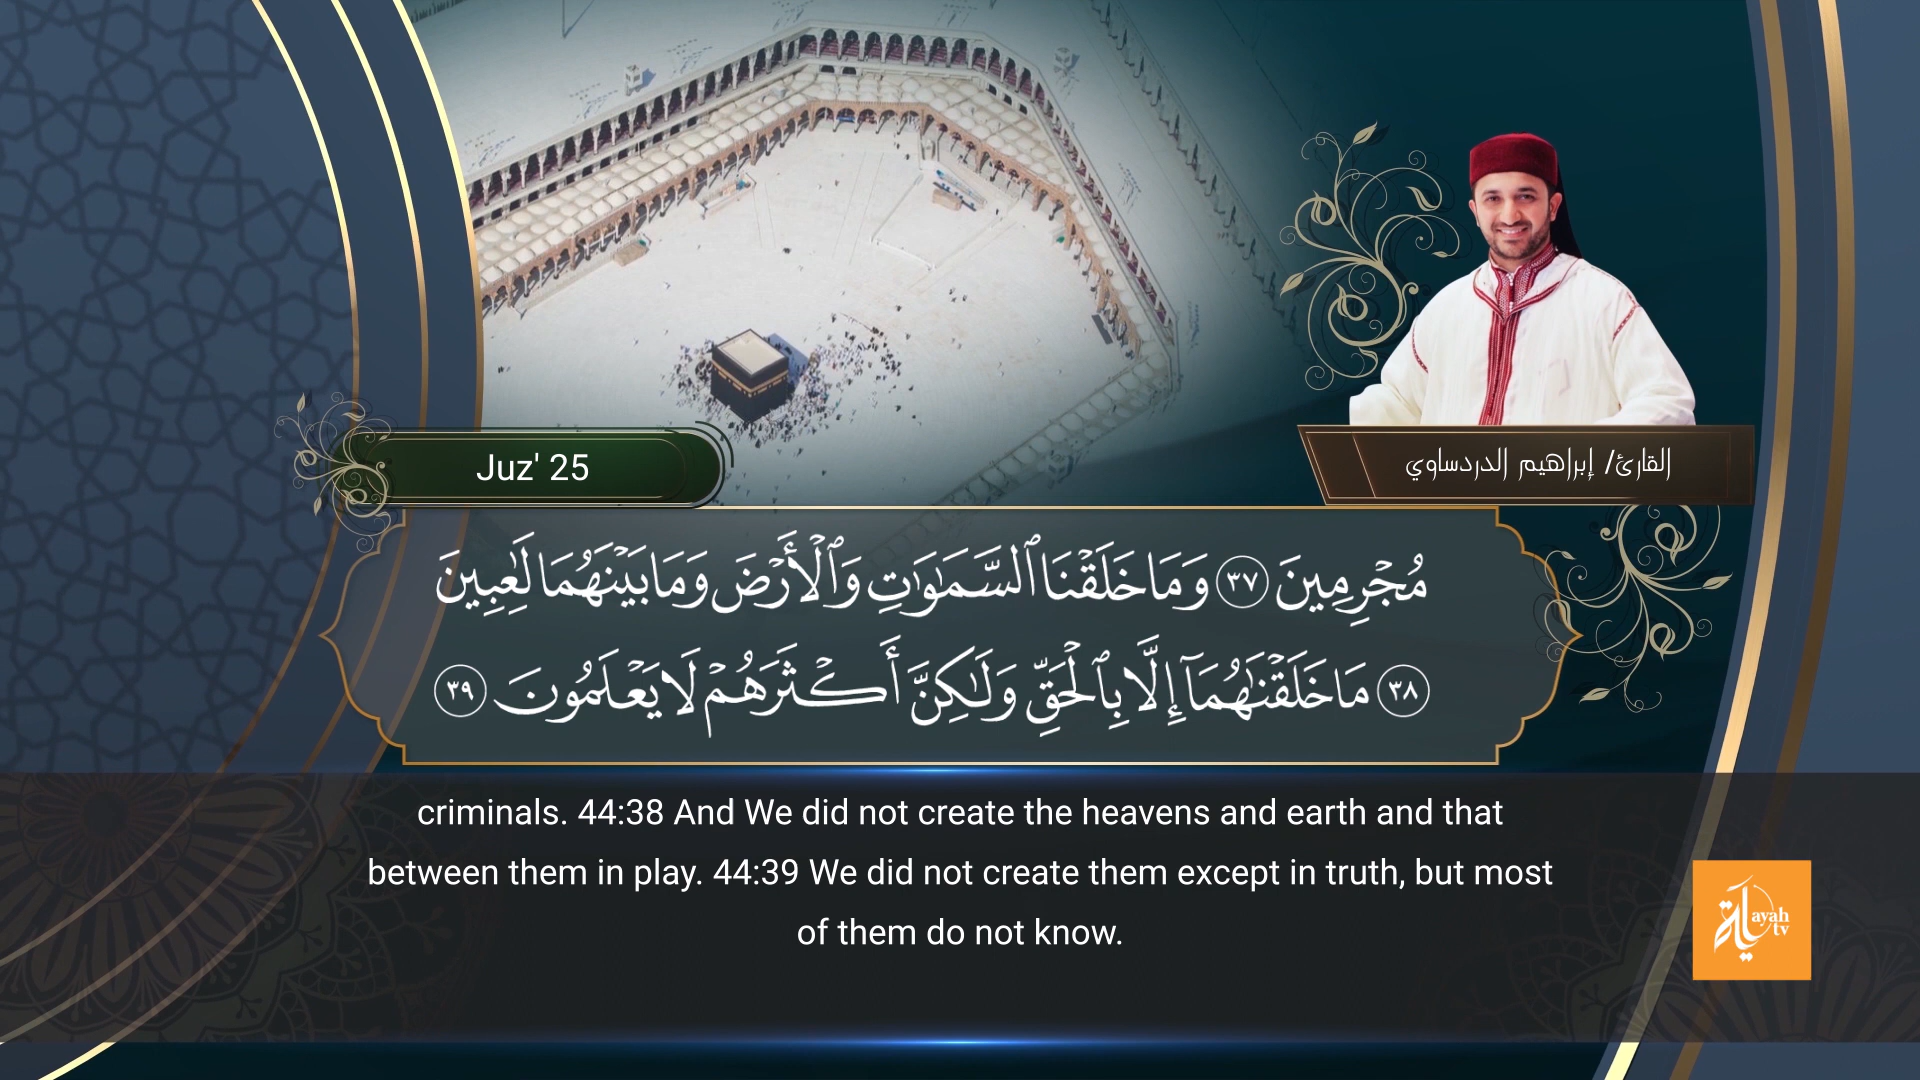 Juz' 25
القارئ/ إبراهيم الدردساوي
مُجْرِمِينَ ٣٧ وَمَا خَلَقْنَا ٱلسَّمَٰوَٰتِ وَٱلْأَرْضَ وَمَا بَيْنَهُمَا لَٰعِبِينَ
٣٨ مَا خَلَقْنَٰهُمَآ إِلَّا بِٱلْحَقِّ وَلَٰكِنَّ أَكْثَرَهُمْ لَا يَعْلَمُونَ ٣٩
criminals. 44:38 And We did not create the heavens and earth and that
between them in play. 44:39 We did not create them except in truth, but most
of them do not know.
آية
ayah
tv